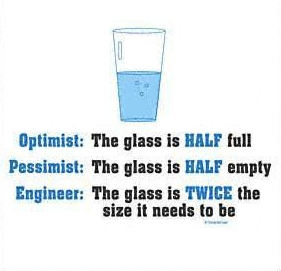 Optimist: The glass is HALF full
Pessimist: The glass is HALF empty
Engineer: The glass is TWICE the
size it needs to be